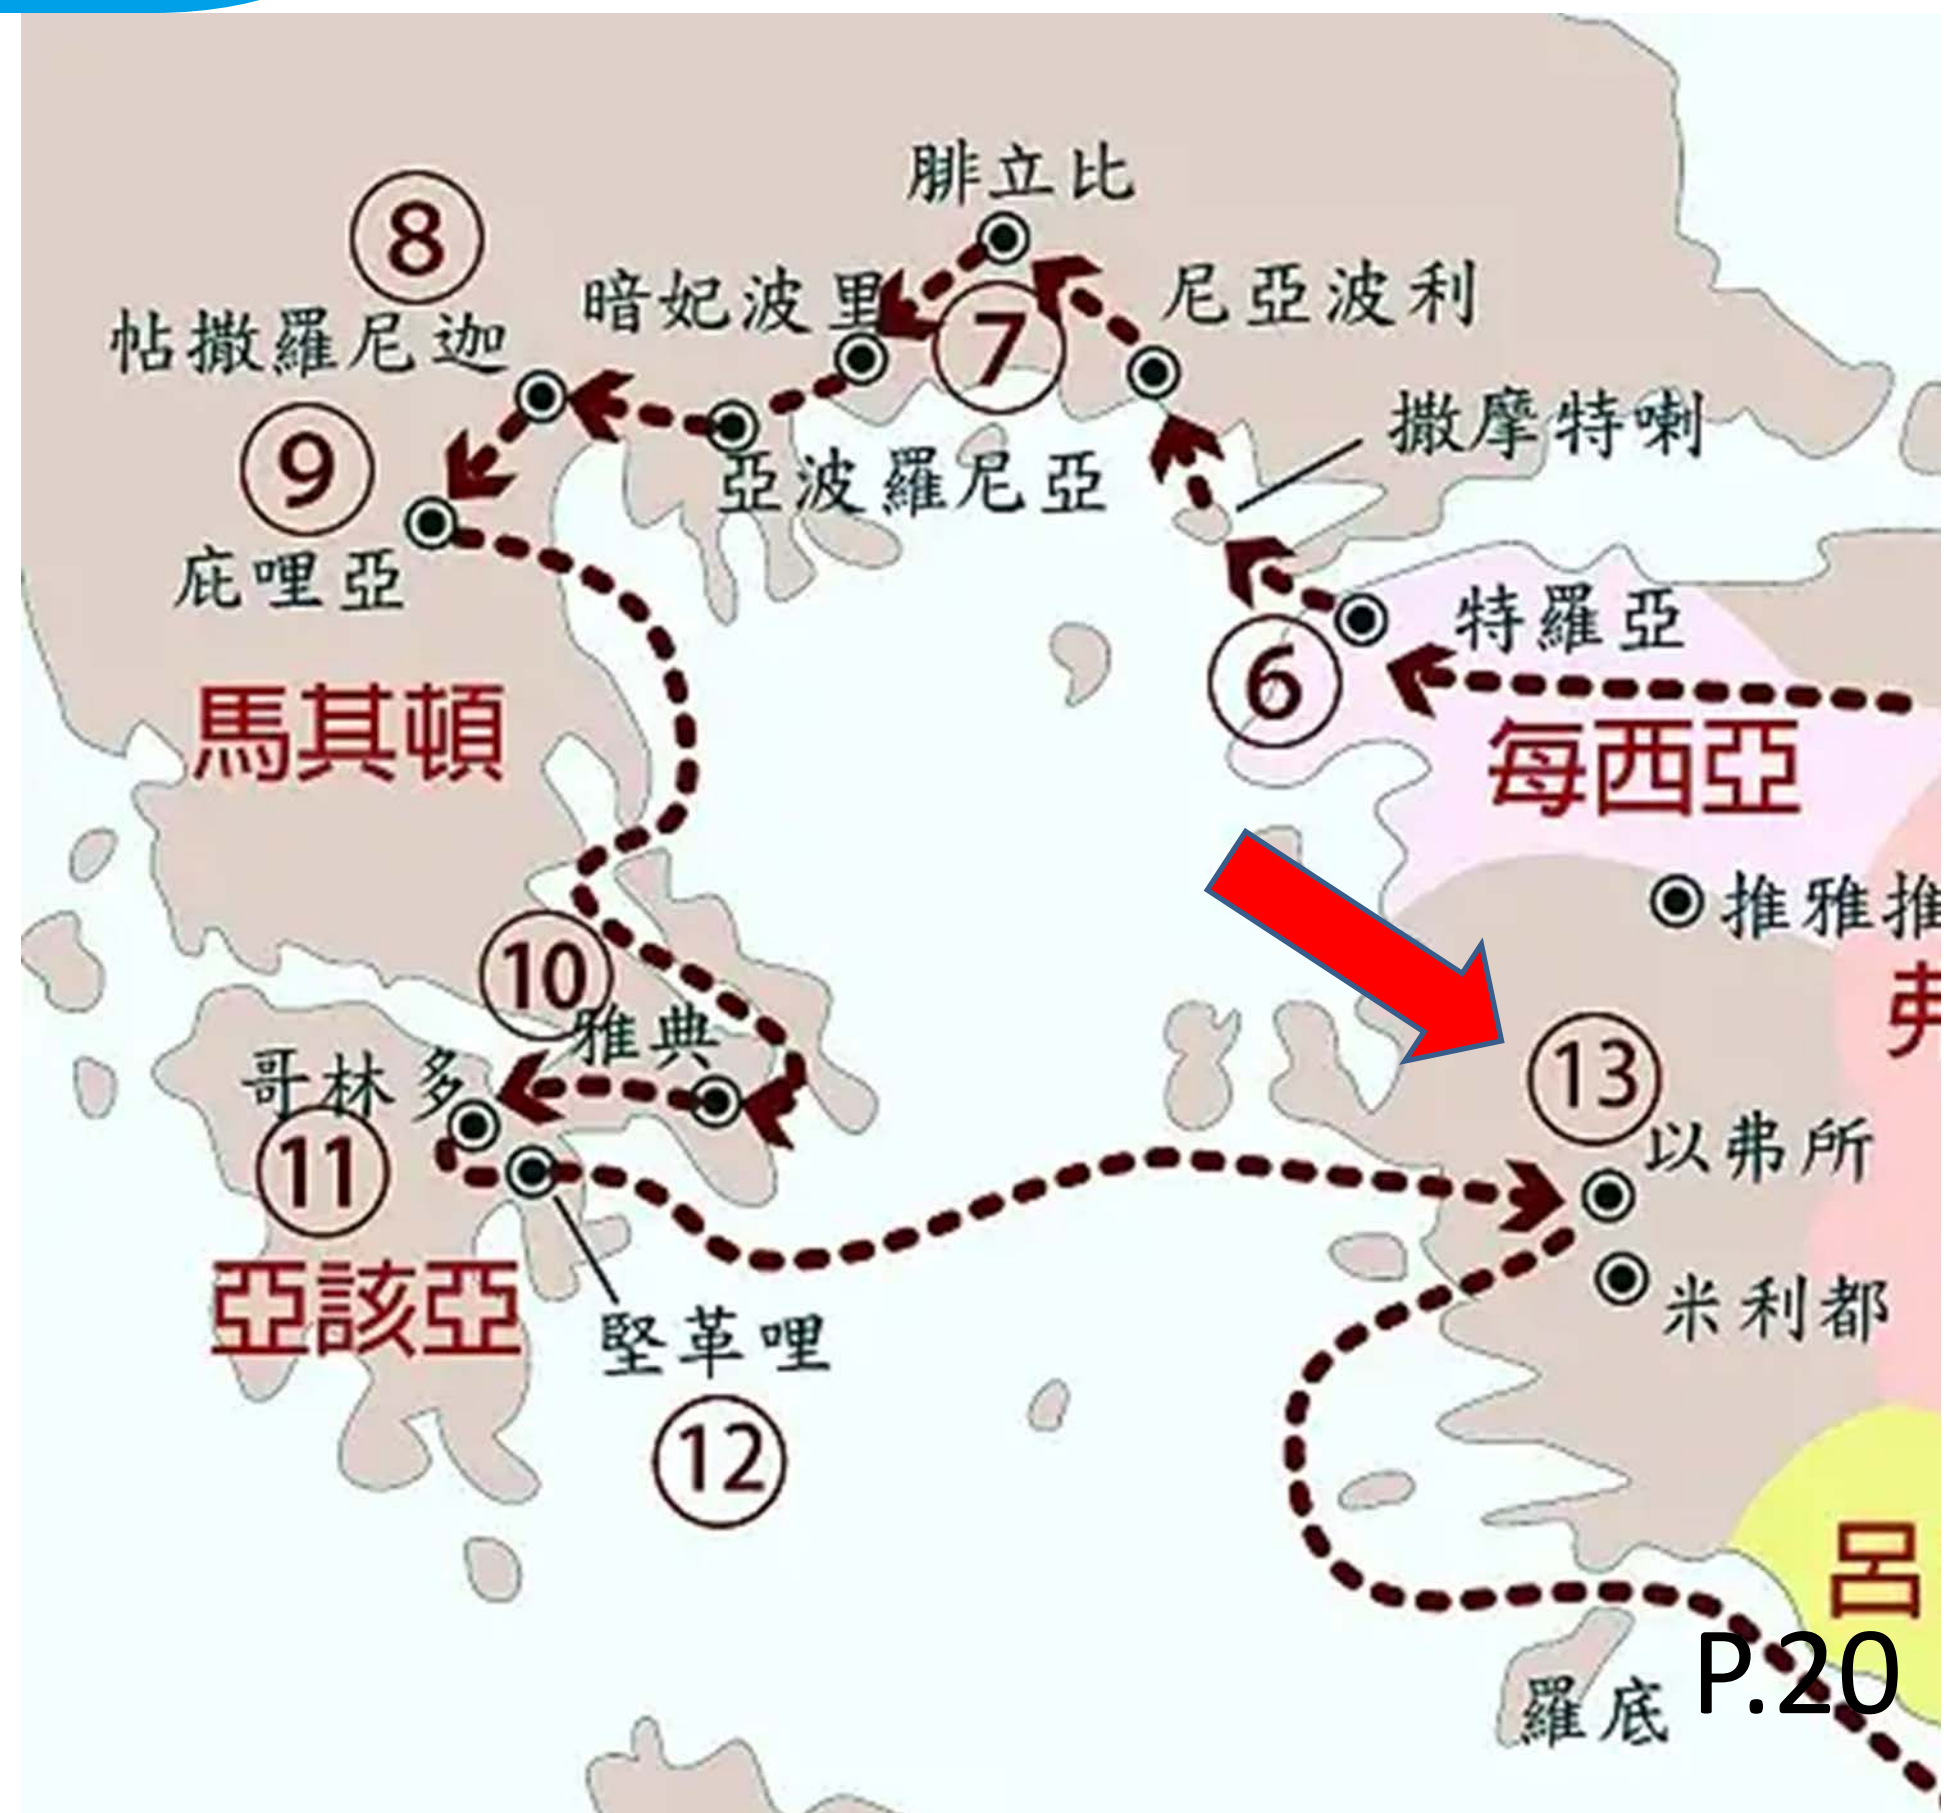 腓立比
⑧
暗妃波里
尼亞波利
帖撒羅尼迦
⑦
撒摩特喇
⑨
亞波羅尼亞
庇哩亞
特羅亞
⑥
馬其頓
每西亞
推雅推
⑩
弗
雅典
哥林多
⑬
⑪
以弗所
亞該亞
米利都
堅革哩
⑫
呂
羅底
P.20